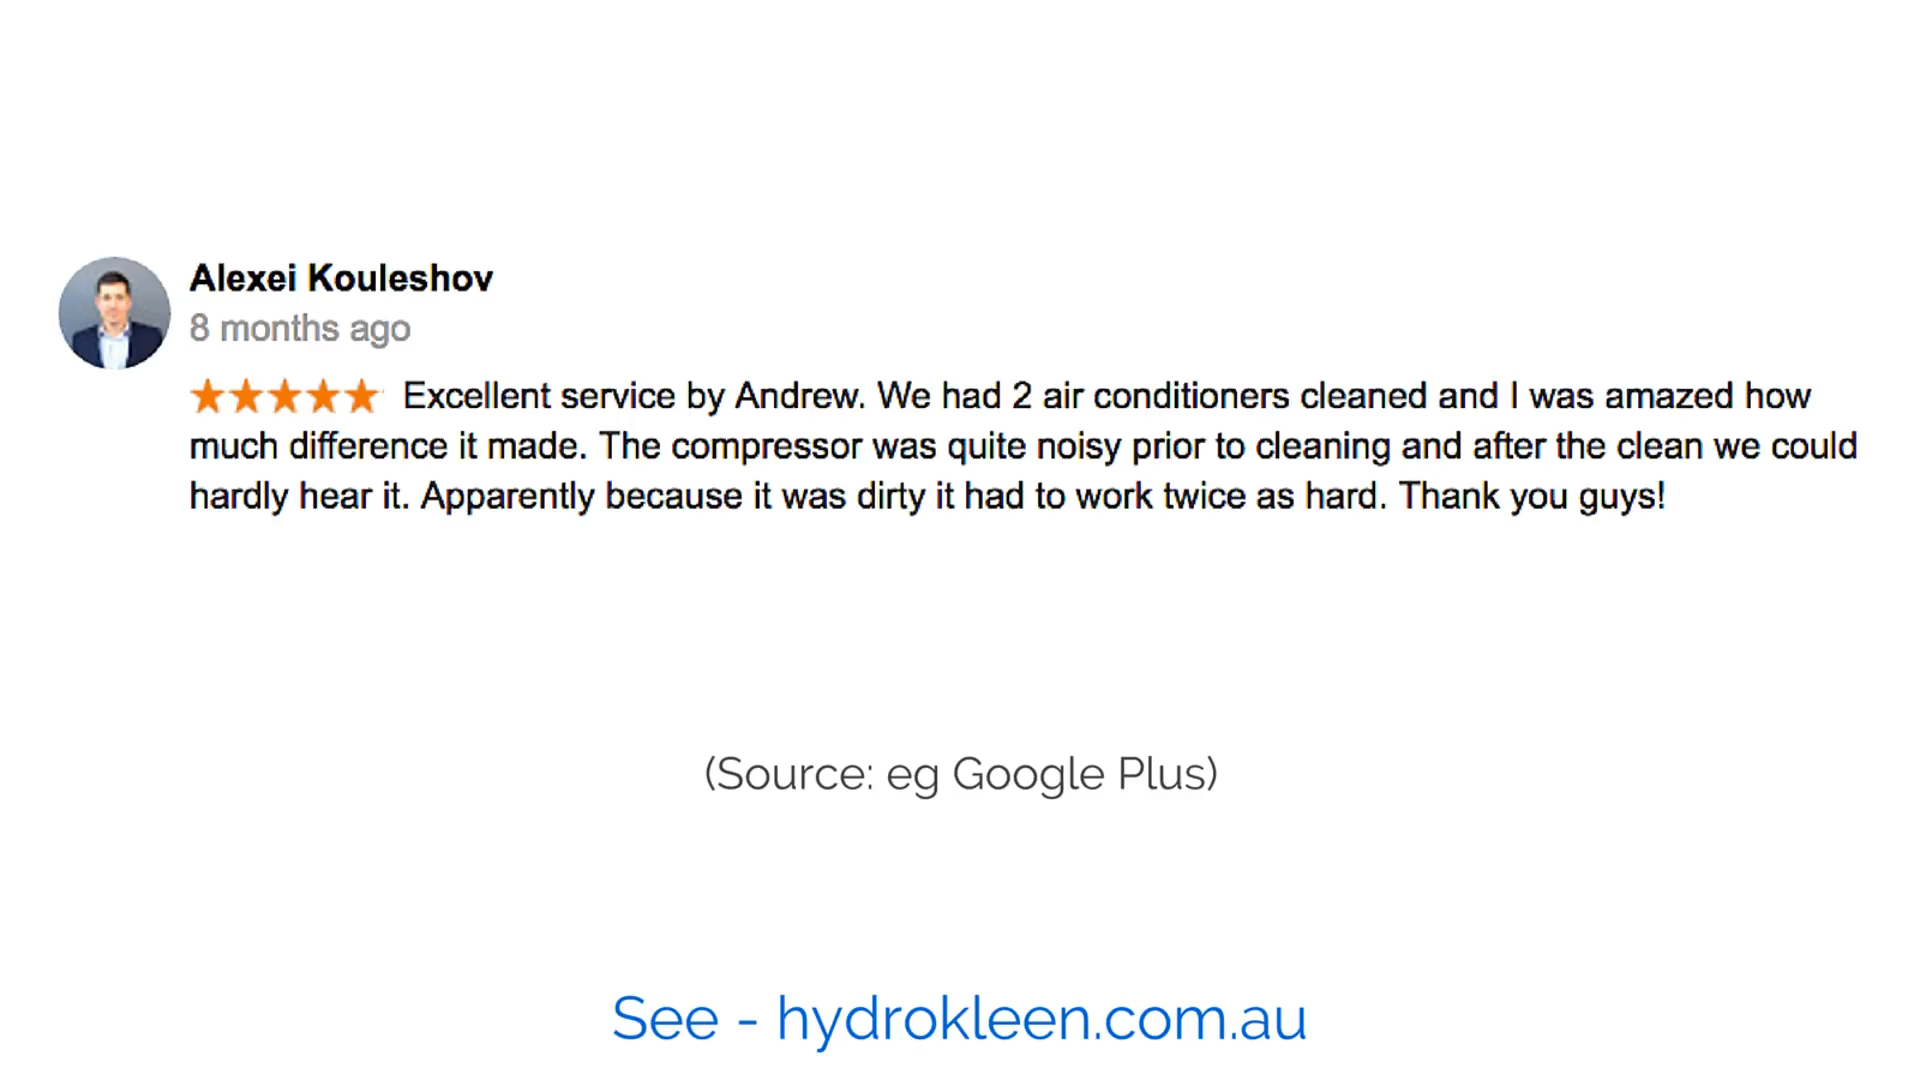 Alexei Kouleshov
8 months ago
Excellent service by Andrew. We had 2 air conditioners cleaned and I was amazed how
much difference it made. The compressor was quite noisy prior to cleaning and after the clean we could
hardly hear it. Apparently because it was dirty it had to work twice as hard. Thank you guys!
(Source: eg Google Plus)
See - hydrokleen.com.au